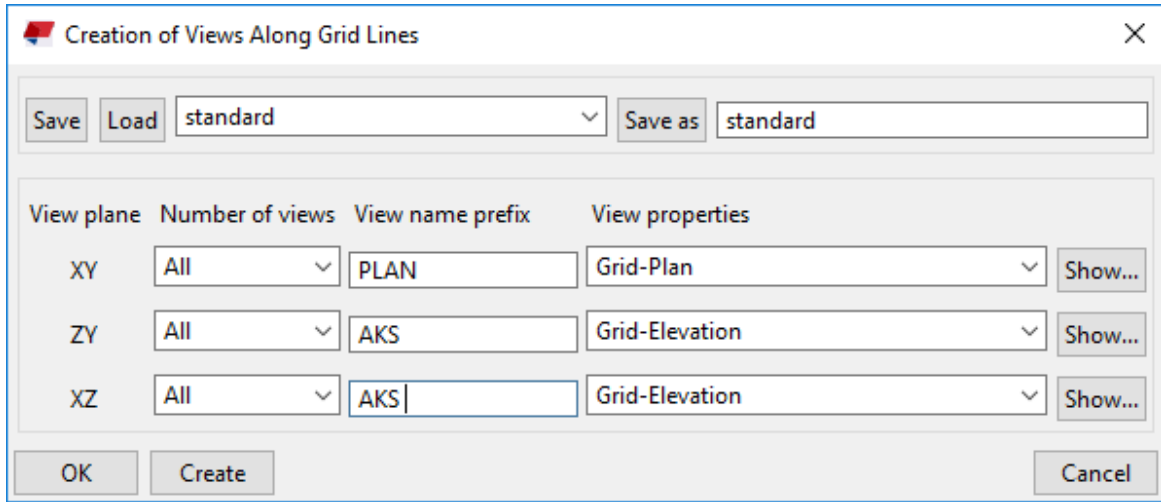 Creation of Views Along Grid Lines
Save Load standard Save as standard
View plane Number of views View name prefix View properties
XY All PLAN Grid-Plan Show...
ZY All AKS Grid-Elevation Show...
XZ All AKS Grid-Elevation Show...
OK Create Cancel